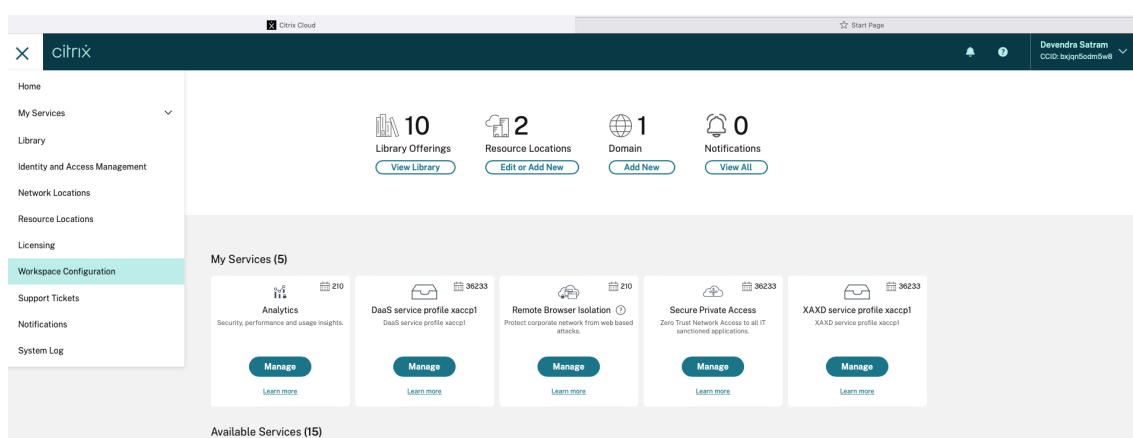 Citrix Cloud
Start Page
citrix
Devendra Satram
CCID: bxjqn5odm5w8
Home
My Services
Library
Identity and Access Management
Network Locations
Resource Locations
Licensing
Workspace Configuration
Support Tickets
Notifications
System Log
10
Library Offerings
View Library
2
Resource Locations
Edit or Add New
1
Domain
Add New
0
Notifications
View All
My Services (5)
210
Analytics
Security, performance and usage insights.
Manage
Learn more
36233
DaaS service profile xaccp1
DaaS service profile xaccp1
Manage
Learn more
210
Remote Browser Isolation
Protect corporate network from web based
attacks.
Manage
Learn more
36233
Secure Private Access
Zero Trust Network Access to all IT
sanctioned applications.
Manage
Learn more
36233
XAXD service profile xaccp1
XAXD service profile xaccp1
Manage
Learn more
Available Services (15)